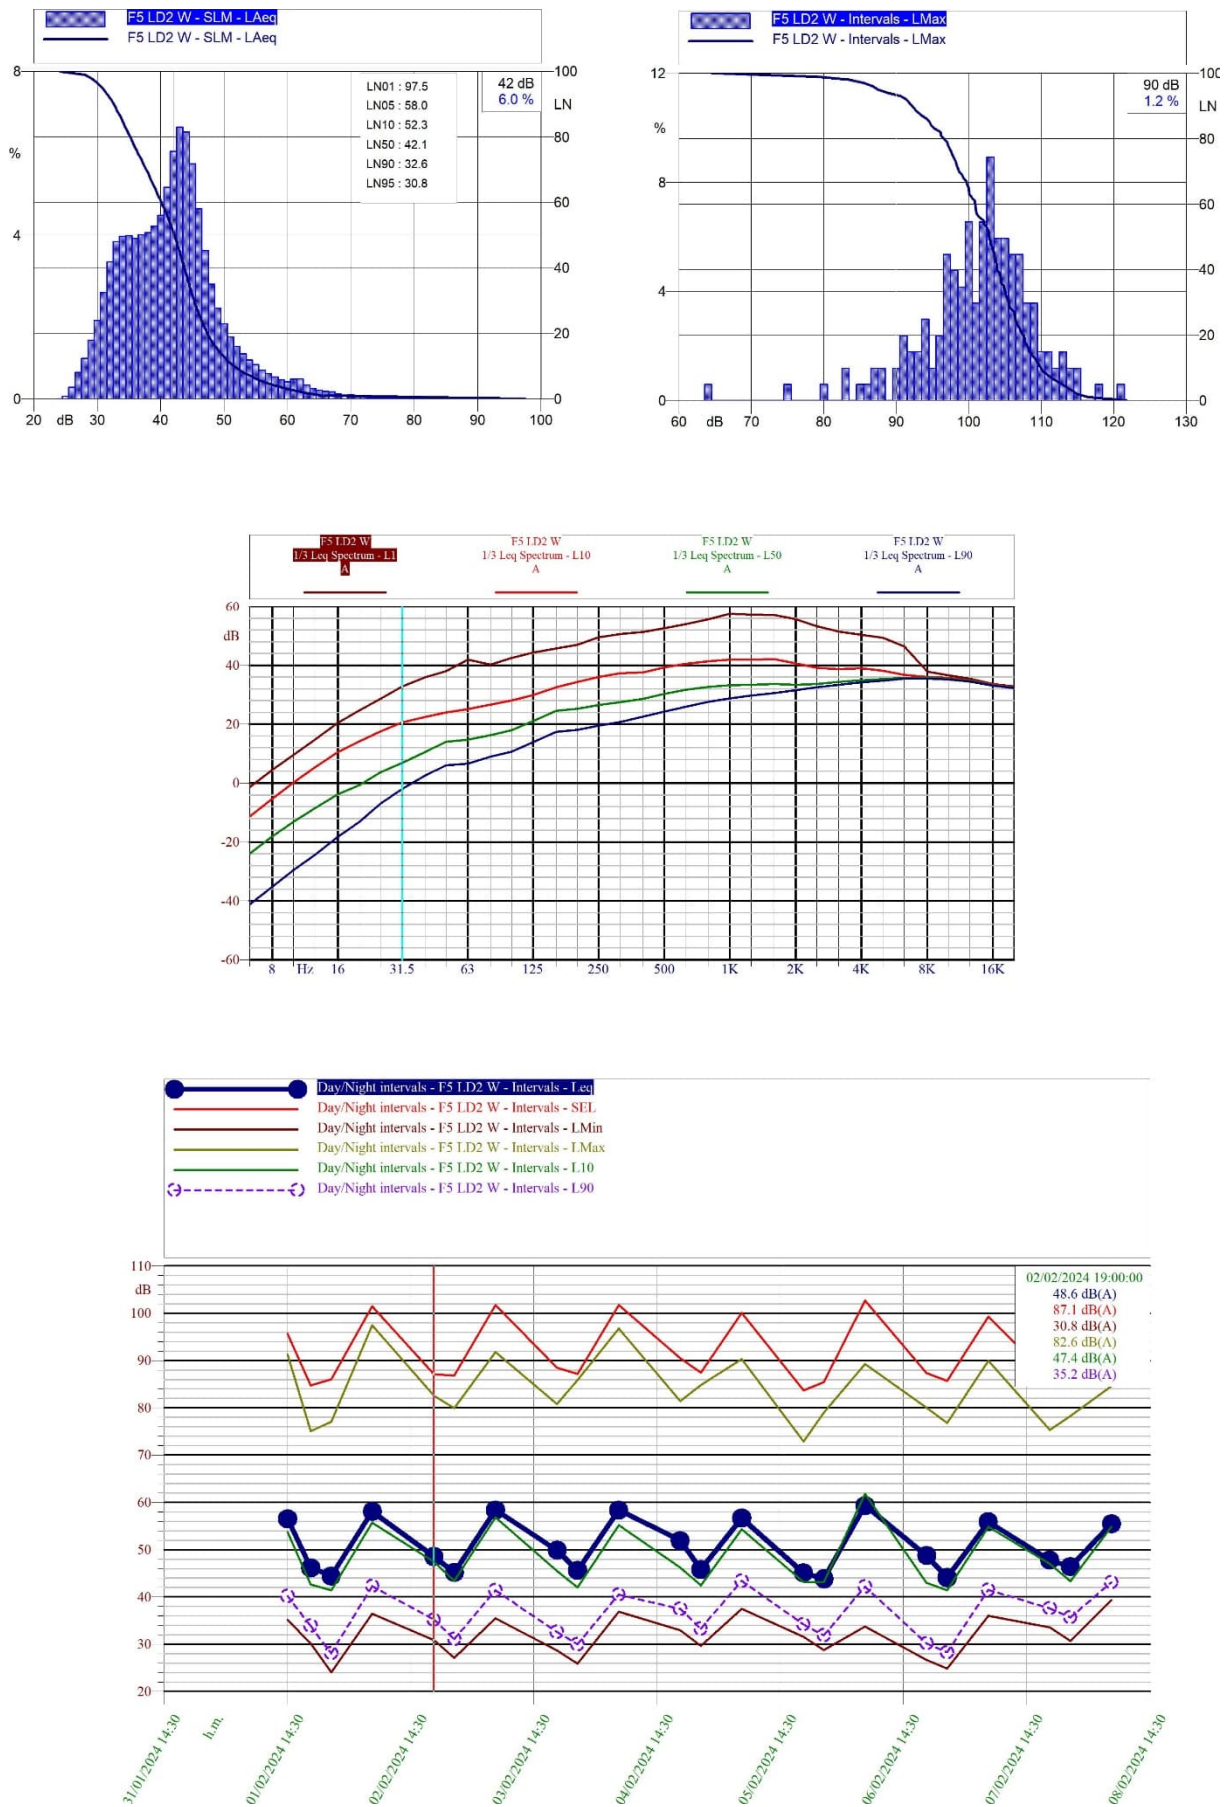 F5 LD2 W - SLM - LAeq
F5 LD2 W - SLM - LAeq
8
4
0
%
20
dB
30
40
50
60
70
80
90
100
LN01 : 97.5
LN05 : 58.0
LN10 : 52.3
LN50 : 42.1
LN90 : 32.6
LN95 : 30.8
42 dB
6.0 %
100
LN
80
60
40
20
0
F5 LD2 W - Intervals - LMax
F5 LD2 W - Intervals - LMax
12
%
8
4
0
60
dB
70
80
90
100
110
120
130
90 dB
1.2 %
100
LN
80
60
40
20
0
F5 LD2 W
1/3 Leq Spectrum - L1
A
F5 LD2 W
1/3 Leq Spectrum - L10
A
F5 LD2 W
1/3 Leq Spectrum - L50
A
F5 LD2 W
1/3 Leq Spectrum - L90
A
60
dB
40
20
0
-20
-40
-60
8
Hz
16
31.5
63
125
250
500
1K
2K
4K
8K
16K
Day/Night intervals - F5 LD2 W - Intervals - Leq
Day/Night intervals - F5 LD2 W - Intervals - SEL
Day/Night intervals - F5 LD2 W - Intervals - LMin
Day/Night intervals - F5 LD2 W - Intervals - LMax
Day/Night intervals - F5 LD2 W - Intervals - L10
Day/Night intervals - F5 LD2 W - Intervals - L90
110
dB
100
90
80
70
60
50
40
30
20
02/02/2024 19:00:00
48.6 dB(A)
87.1 dB(A)
30.8 dB(A)
82.6 dB(A)
47.4 dB(A)
35.2 dB(A)
31/01/2024 14:30
h.m.
01/02/2024 14:30
02/02/2024 14:30
03/02/2024 14:30
04/02/2024 14:30
05/02/2024 14:30
06/02/2024 14:30
07/02/2024 14:30
08/02/2024 14:30